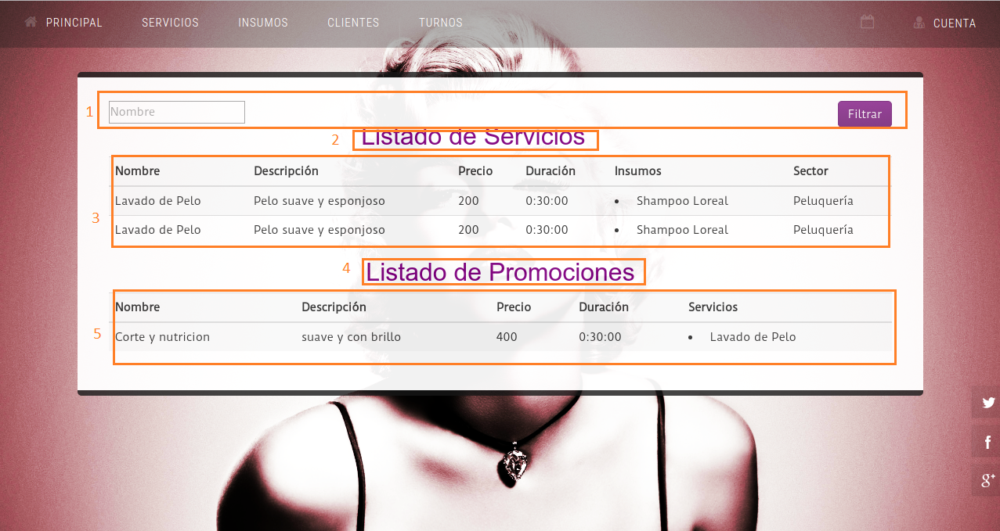 PRINCIPAL SERVICIOS INSUMOS CLIENTES TURNOS CUENTA
1 Nombre Filtrar
2 Listado de Servicios
Nombre Descripción Precio Duración Insumos Sector
Lavado de Pelo Pelo suave y esponjoso 200 0:30:00 • Shampoo Loreal Peluquería
3
Lavado de Pelo Pelo suave y esponjoso 200 0:30:00 • Shampoo Loreal Peluquería
4 Listado de Promociones
Nombre Descripción Precio Duración Servicios
5 Corte y nutricion suave y con brillo 400 0:30:00 • Lavado de Pelo